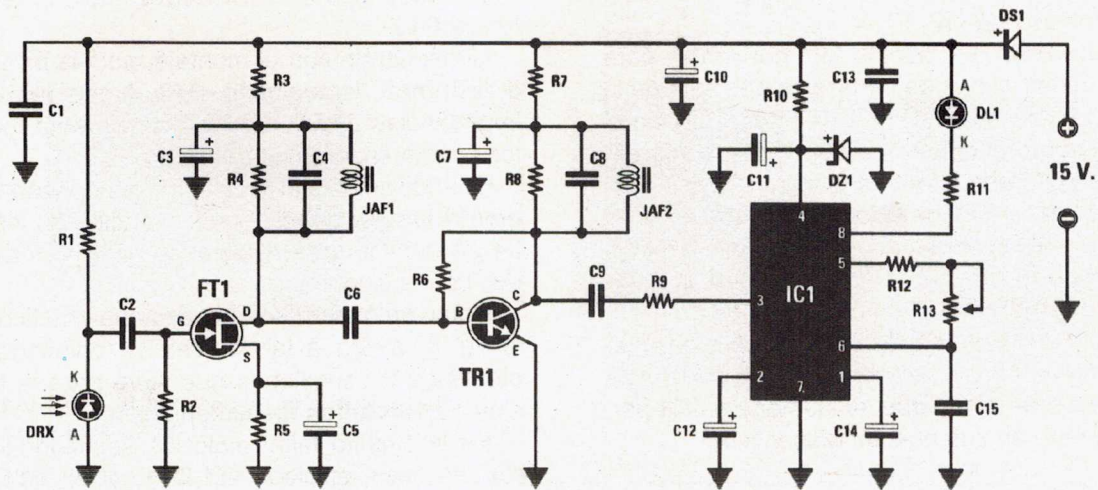 DS1
C1
R3
R7
C10
R10
C13
A
DL1
K
15 V.
C3
R4
C4
JAF1
C7
R8
C8
JAF2
C11
DZ1
R11
R1
R6
4
8
5
FT1
C2
G
D
S
C6
B
C
E
TR1
C9
R9
3
IC1
R12
R13
6
K
DRX
A
R2
R5
C5
2
7
1
C12
C14
C15